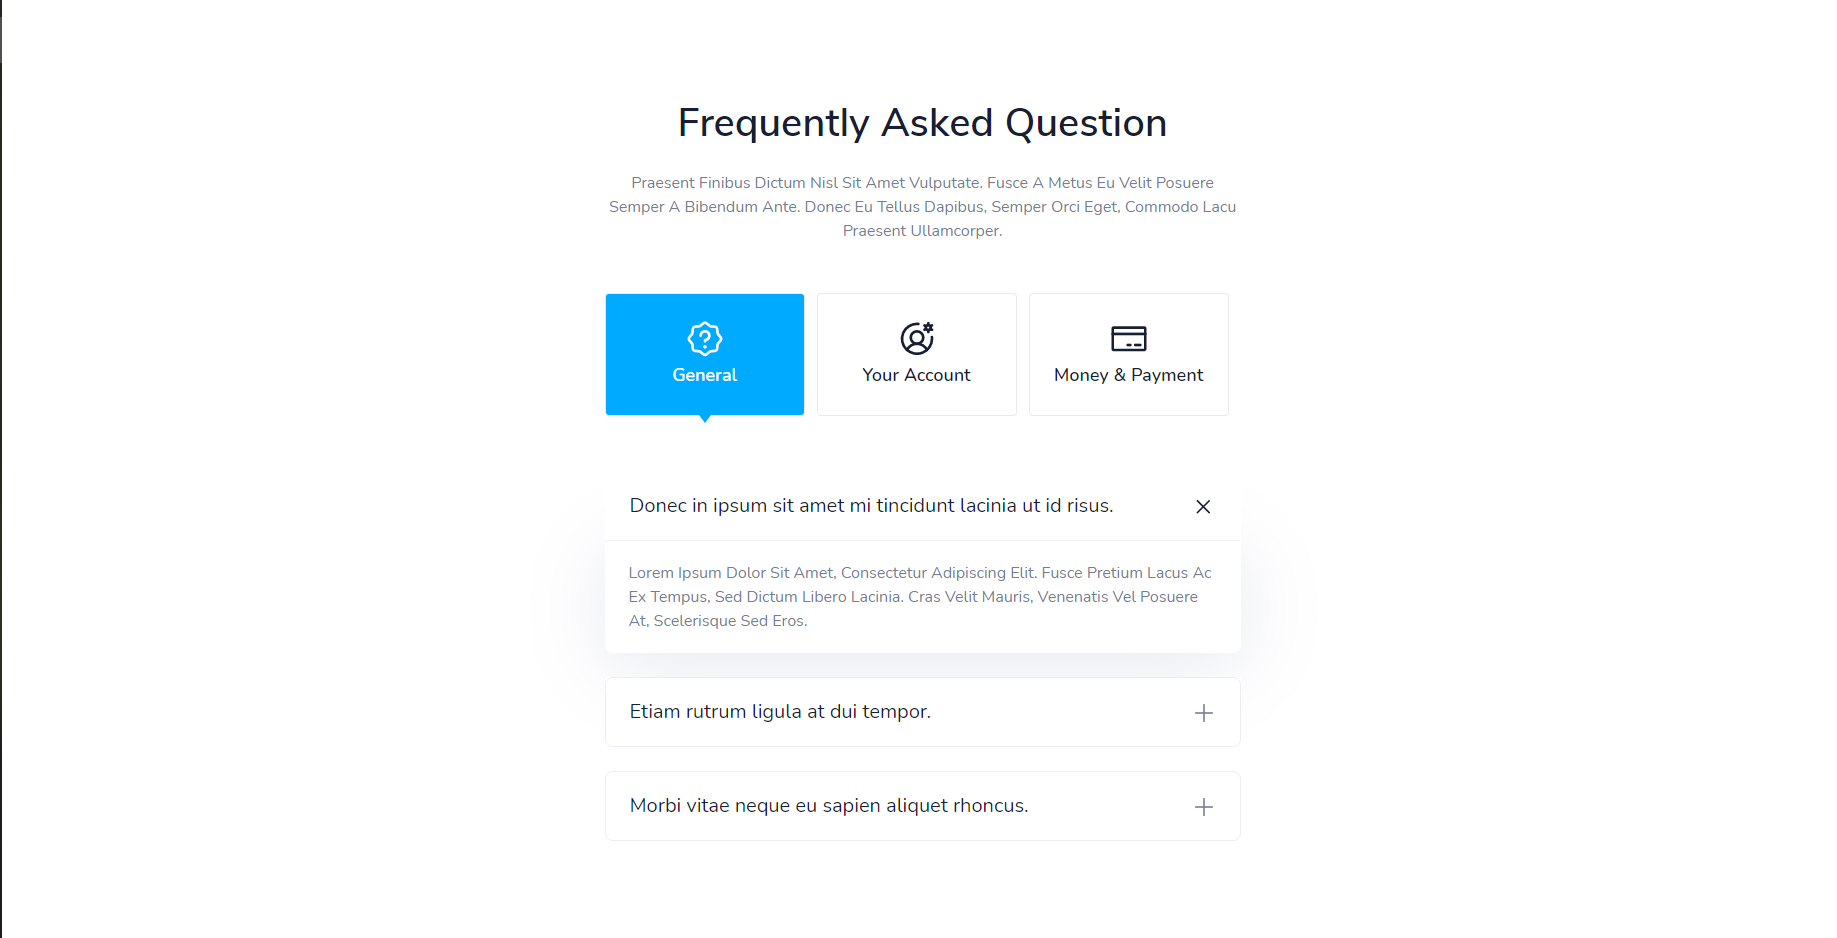 Frequently Asked Question
Praesent Finibus Dictum Nisl Sit Amet Vulputate. Fusce A Metus Eu Velit Posuere
Semper A Bibendum Ante. Donec Eu Tellus Dapibus, Semper Orci Eget, Commodo Lacu
Praesent Ullamcorper.
General
Your Account
Money & Payment
Donec in ipsum sit amet mi tincidunt lacinia ut id risus.
Lorem Ipsum Dolor Sit Amet, Consectetur Adipiscing Elit. Fusce Pretium Lacus Ac
Ex Tempus, Sed Dictum Libero Lacinia. Cras Velit Mauris, Venenatis Vel Posuere
At, Scelerisque Sed Eros.
Etiam rutrum ligula at dui tempor.
Morbi vitae neque eu sapien aliquet rhoncus.